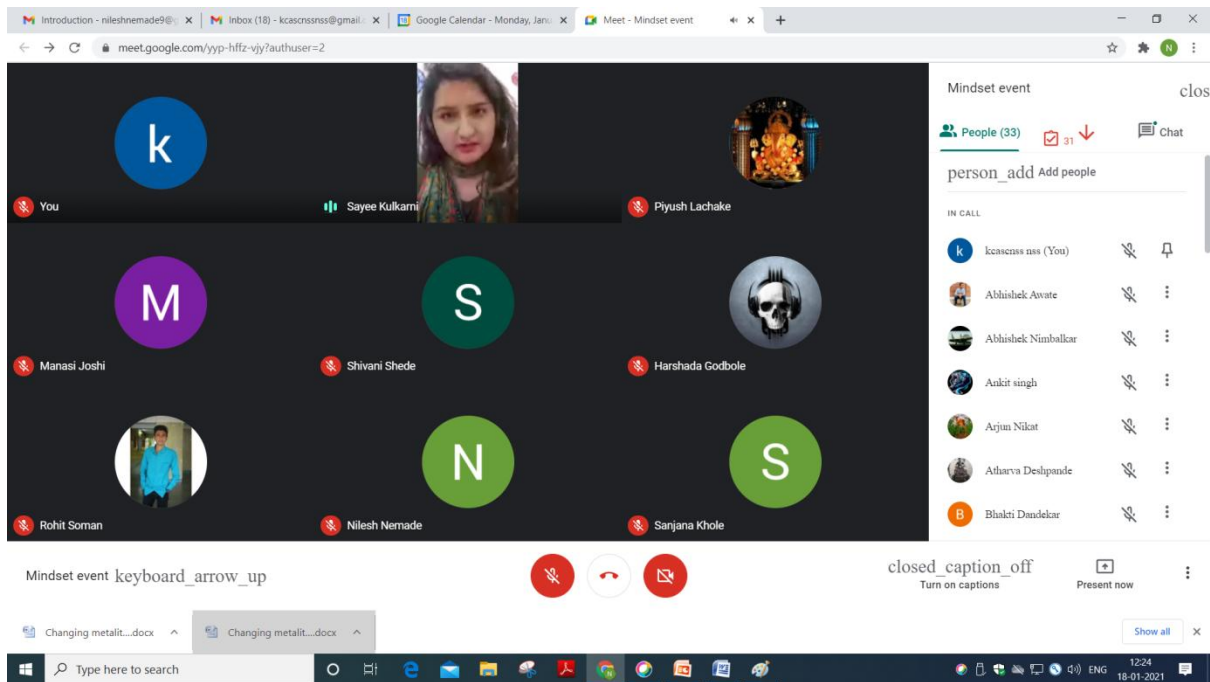 Introduction - nileshnemade9@g
Inbox (18) - kcascnssnss@gmail.c
Google Calendar - Monday, Janu
Meet - Mindset event
meet.google.com/yyp-hffz-vjy?authuser=2
N
k
You
Sayee Kulkarni
Piyush Lachake
M
Manasi Joshi
S
Shivani Shede
Harshada Godbole
Rohit Soman
N
Nilesh Nemade
S
Sanjana Khole
Mindset event
clos
People (33)
31
Chat
person_add Add people
IN CALL
k kcascnss nss (You)
Abhishek Awate
Abhishek Nimbalkar
Ankit singh
Arjun Nikat
Atharva Deshpande
B Bhakti Dandekar
Mindset event keyboard_arrow_up
closed_caption_off
Turn on captions
Present now
Changing metalit....docx
Changing metalit....docx
Show all
Type here to search
ENG
12:24
18-01-2021